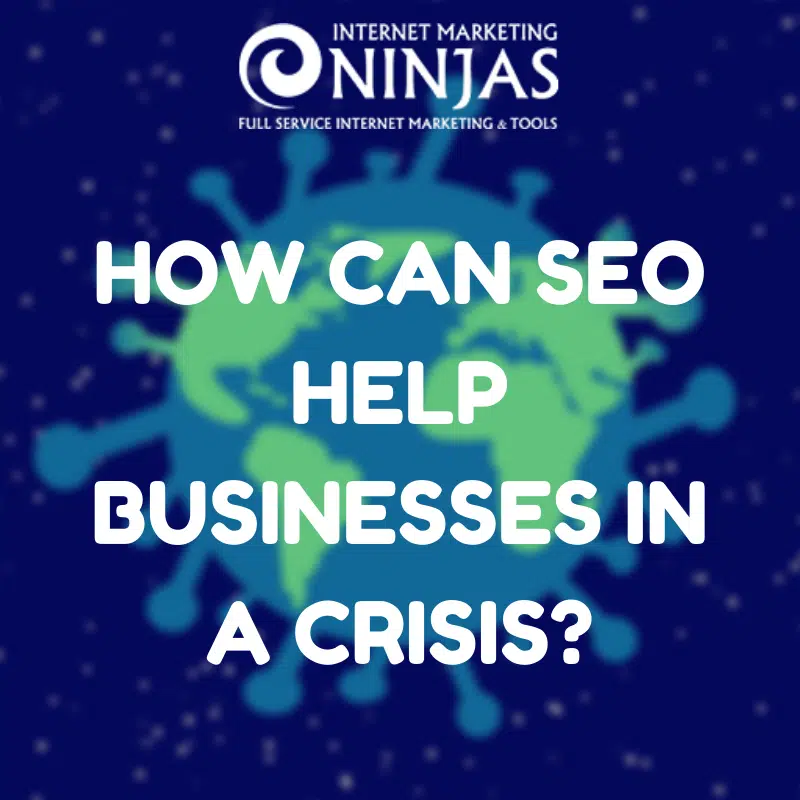 INTERNET MARKETING
NINJAS
FULL SERVICE INTERNET MARKETING & TOOLS
HOW CAN SEO
HELP
BUSINESSES IN
A CRISIS?